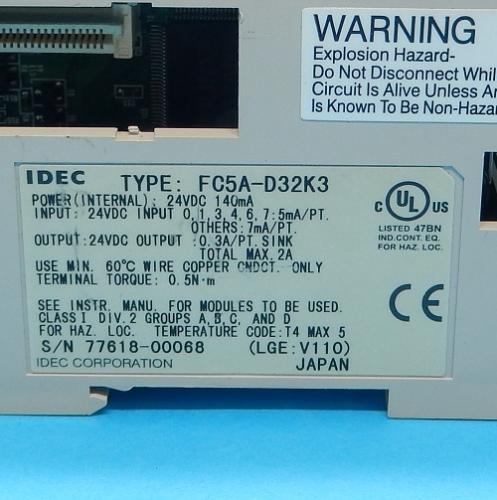 WARNING
Explosion Hazard-
Do Not Disconnect Whil
Circuit Is Alive Unless Ar
Is Known To Be Non-Hazar
IDEC TYPE: FC5A-D32K3
POWER(INTERNAL): 24VDC 140mA
INPUT: 24VDC INPUT 0,1,3,4,6,7:5mA/PT.
OTHERS:7mA/PT.
OUTPUT:24VDC OUTPUT :0.3A/PT.SINK
TOTAL MAX.2A
USE MIN. 60°C WIRE COPPER CNDCT. ONLY
TERMINAL TORQUE: 0.5N·m
SEE INSTR. MANU. FOR MODULES TO BE USED.
CLASS I DIV.2 GROUPS A,B,C, AND D
FOR HAZ. LOC. TEMPERATURE CODE:T4 MAX 5
S/N 77618-00068 (LGE:V110)
IDEC CORPORATION JAPAN
C UL US
LISTED 47BN
IND.CONT. EQ.
FOR HAZ. LOC.
CE